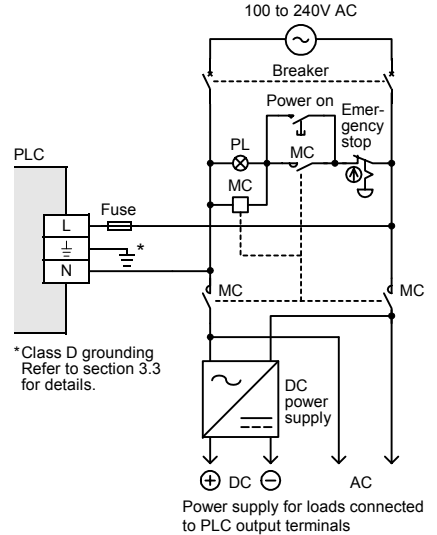 100 to 240V AC
Breaker
Power on
Emer-
gency
stop
PL
MC
MC
PLC
Fuse
L
*
N
MC
MC
*Class D grounding
Refer to section 3.3
for details.
DC
power
supply
DC
AC
Power supply for loads connected
to PLC output terminals